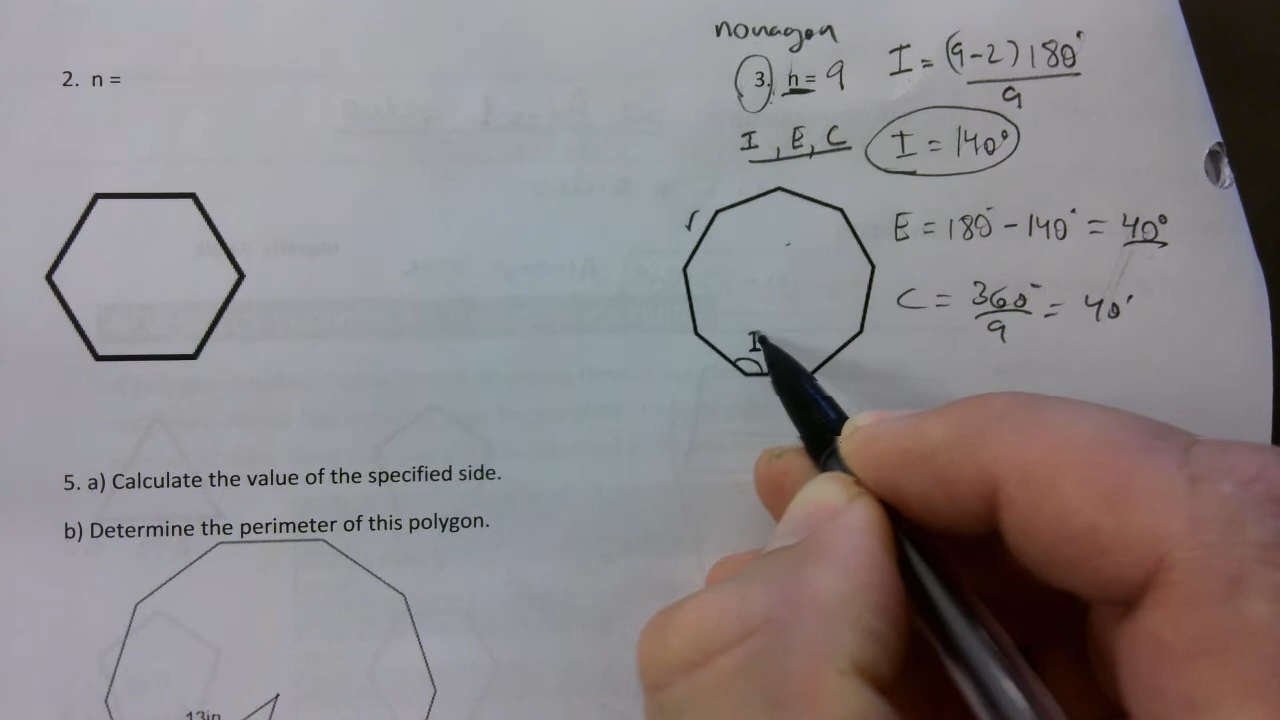 2. n =
nonagon
3. n = 9
I = (9-2)180°
9
I, E, C
I = 140°
E = 180° - 140° = 40°
C = 360° = 40°
9
I
5. a) Calculate the value of the specified side.
b) Determine the perimeter of this polygon.
13in